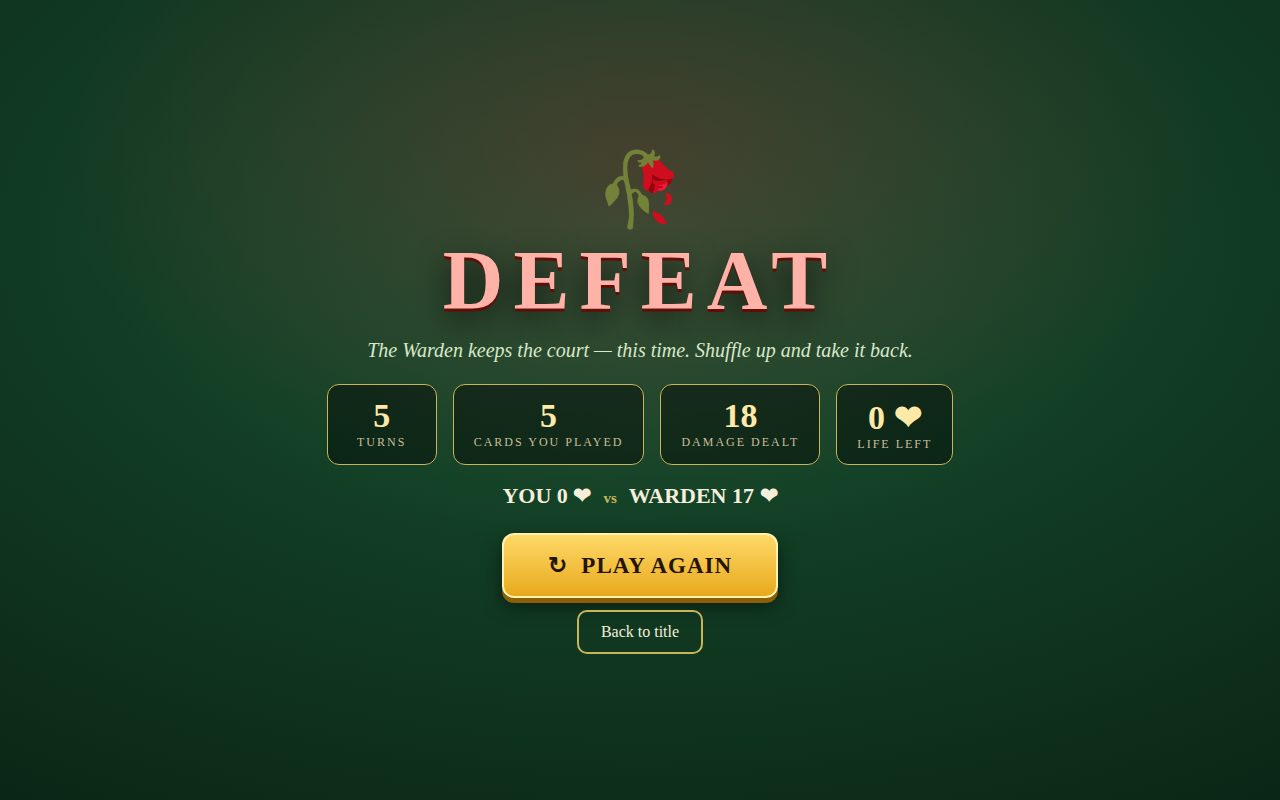 DEFEAT
The Warden keeps the court — this time. Shuffle up and take it back.
5
TURNS
5
CARDS YOU PLAYED
18
DAMAGE DEALT
0 ❤
LIFE LEFT
YOU 0 ❤ vs WARDEN 17 ❤
↻ PLAY AGAIN
Back to title